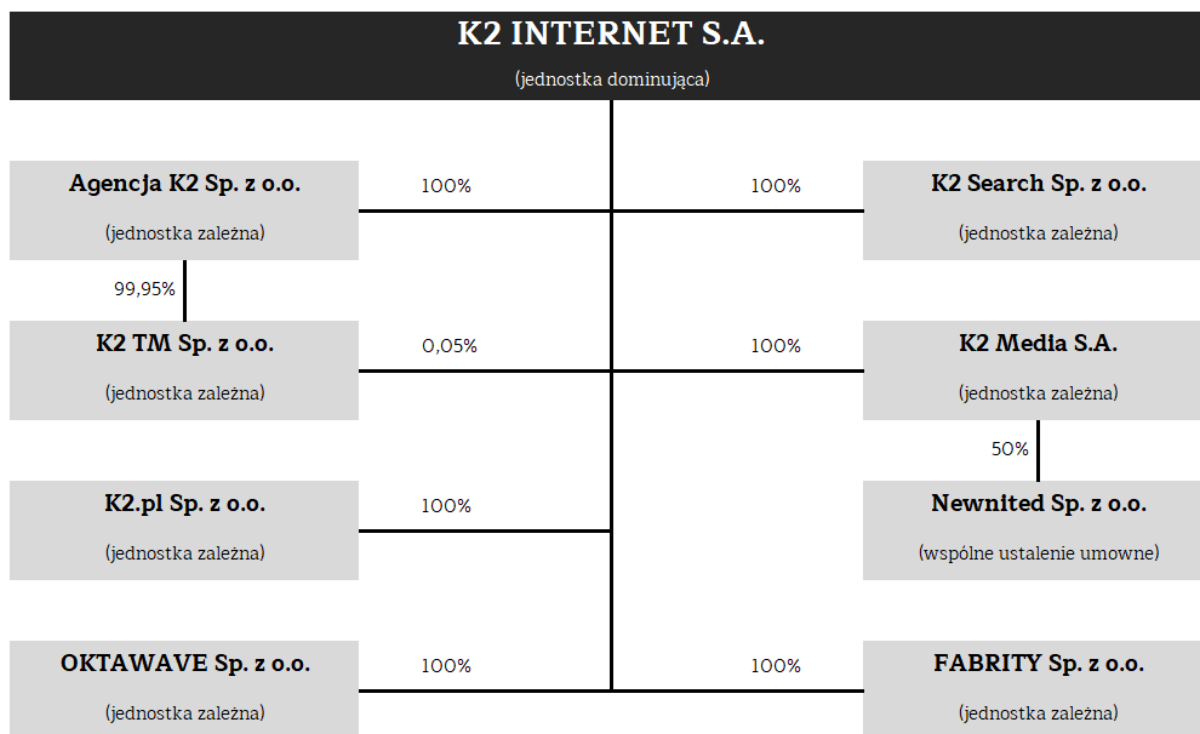 K2 INTERNET S.A.
(jednostka dominująca)
Agencja K2 Sp. z o.o.
(jednostka zależna)
100%
100%
K2 Search Sp. z o.o.
(jednostka zależna)
99,95%
K2 TM Sp. z o.o.
(jednostka zależna)
0,05%
100%
K2 Media S.A.
(jednostka zależna)
50%
K2.pl Sp. z o.o.
(jednostka zależna)
100%
Newnited Sp. z o.o.
(wspólne ustalenie umowne)
OKTAWAVE Sp. z o.o.
(jednostka zależna)
100%
100%
FABRITY Sp. z o.o.
(jednostka zależna)